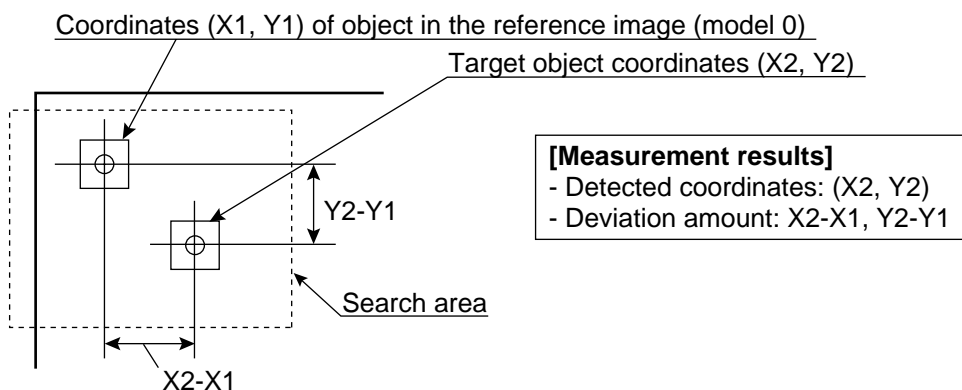 Coordinates (X1, Y1) of object in the reference image (model 0)
Target object coordinates (X2, Y2)
[Measurement results]
- Detected coordinates: (X2, Y2)
- Deviation amount: X2-X1, Y2-Y1
Y2-Y1
Search area
X2-X1